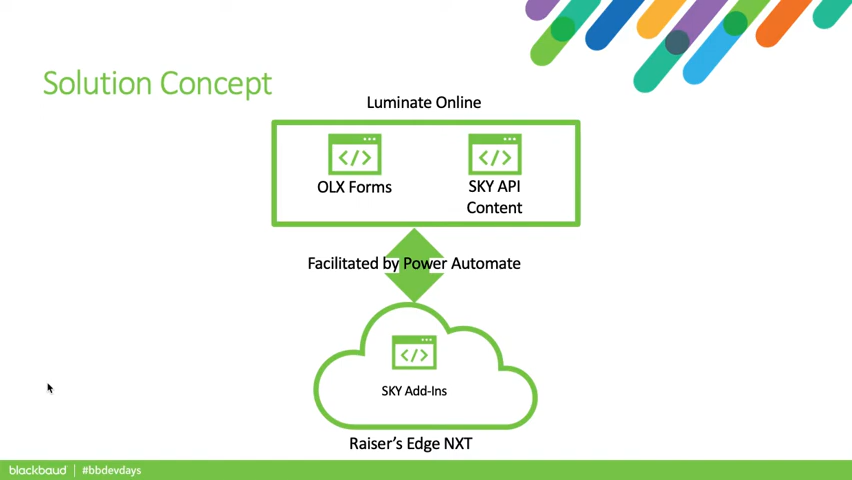 Solution Concept
Luminate Online
</>
</>
OLX Forms
SKY API
Content
Facilitated by Power Automate
</>
SKY Add-Ins
Raiser's Edge NXT
blackbaud | #bbdevdays